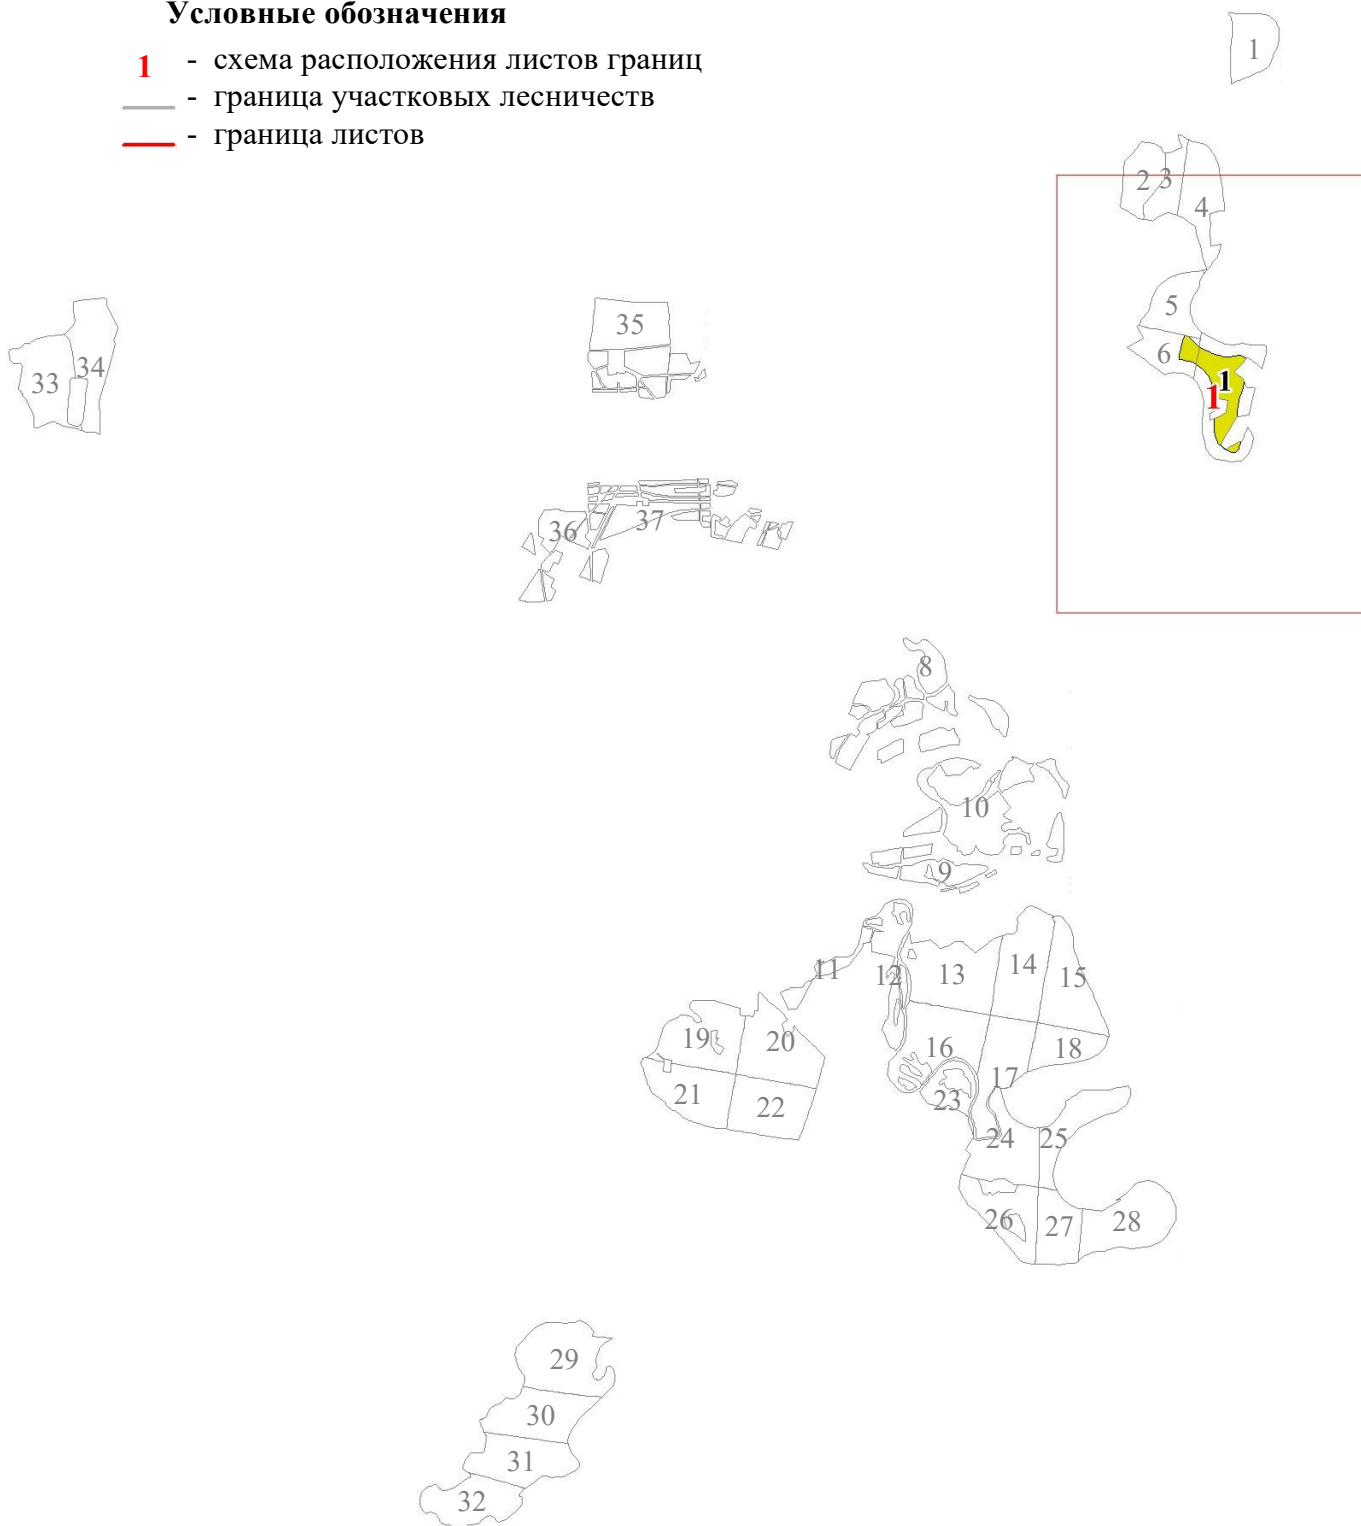 Условные обозначения
1 - схема расположения листов границ
- граница участковых лесничеств
- граница листов
1
2 3 4
5
6
1
1
33 34
35
36 37
8
10
9
11 12 13 14 15
19 20
16 17 18
21 22
23
24 25
26 27 28
29
30
31
32